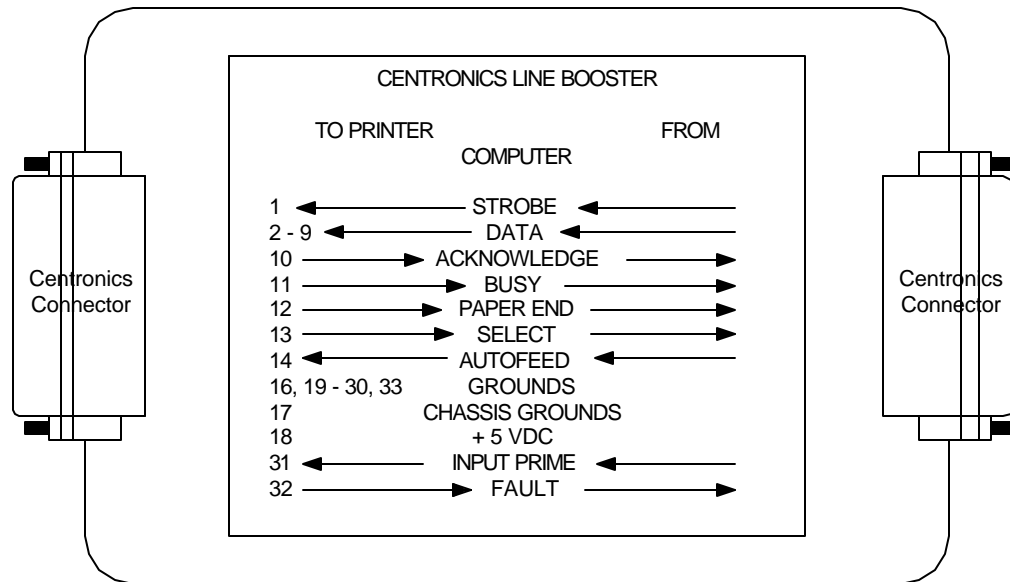 CENTRONICS LINE BOOSTER
TO PRINTER FROM
COMPUTER
1 STROBE
2 - 9 DATA
10 ACKNOWLEDGE
11 BUSY
12 PAPER END
13 SELECT
14 AUTOFEED
16, 19 - 30, 33 GROUNDS
17 CHASSIS GROUNDS
18 + 5 VDC
31 INPUT PRIME
32 FAULT
Centronics
Connector
Centronics
Connector